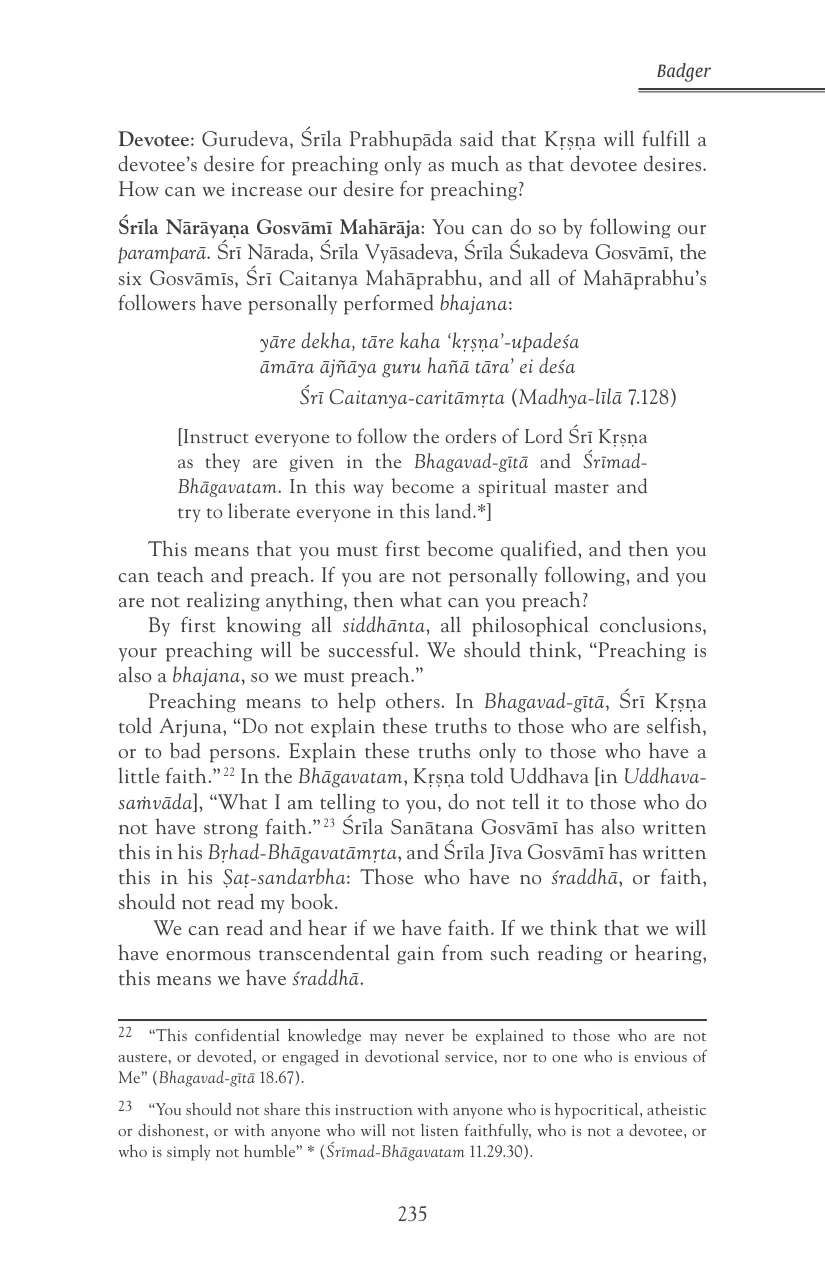 Badger
Devotee: Gurudeva, Śrīla Prabhupāda said that Kṛṣṇa will fulfill a
devotee’s desire for preaching only as much as that devotee desires.
How can we increase our desire for preaching?
Śrīla Nārāyaṇa Gosvāmī Mahārāja: You can do so by following our
paramparā. Śrī Nārada, Śrīla Vyāsadeva, Śrīla Śukadeva Gosvāmī, the
six Gosvāmīs, Śrī Caitanya Mahāprabhu, and all of Mahāprabhu’s
followers have personally performed bhajana:
yāre dekha, tāre kaha ‘kṛṣṇa’-upadeśa
āmāra ājñāya guru hañā tāra’ ei deśa
Śrī Caitanya-caritāmṛta (Madhya-līlā 7.128)
[Instruct everyone to follow the orders of Lord Śrī Kṛṣṇa
as they are given in the Bhagavad-gītā and Śrīmad-
Bhāgavatam. In this way become a spiritual master and
try to liberate everyone in this land.*]
This means that you must first become qualified, and then you
can teach and preach. If you are not personally following, and you
are not realizing anything, then what can you preach?
By first knowing all siddhānta, all philosophical conclusions,
your preaching will be successful. We should think, “Preaching is
also a bhajana, so we must preach.”
Preaching means to help others. In Bhagavad-gītā, Śrī Kṛṣṇa
told Arjuna, “Do not explain these truths to those who are selfish,
or to bad persons. Explain these truths only to those who have a
little faith.” 22 In the Bhāgavatam, Kṛṣṇa told Uddhava [in Uddhava-
saṁvāda], “What I am telling to you, do not tell it to those who do
not have strong faith.” 23 Śrīla Sanātana Gosvāmī has also written
this in his Bṛhad-Bhāgavatāmṛta, and Śrīla Jīva Gosvāmī has written
this in his Ṣaṭ-sandarbha: Those who have no śraddhā, or faith,
should not read my book.
We can read and hear if we have faith. If we think that we will
have enormous transcendental gain from such reading or hearing,
this means we have śraddhā.
22 “This confidential knowledge may never be explained to those who are not
austere, or devoted, or engaged in devotional service, nor to one who is envious of
Me” (Bhagavad-gītā 18.67).
23 “You should not share this instruction with anyone who is hypocritical, atheistic
or dishonest, or with anyone who will not listen faithfully, who is not a devotee, or
who is simply not humble” * (Śrīmad-Bhāgavatam 11.29.30).
235